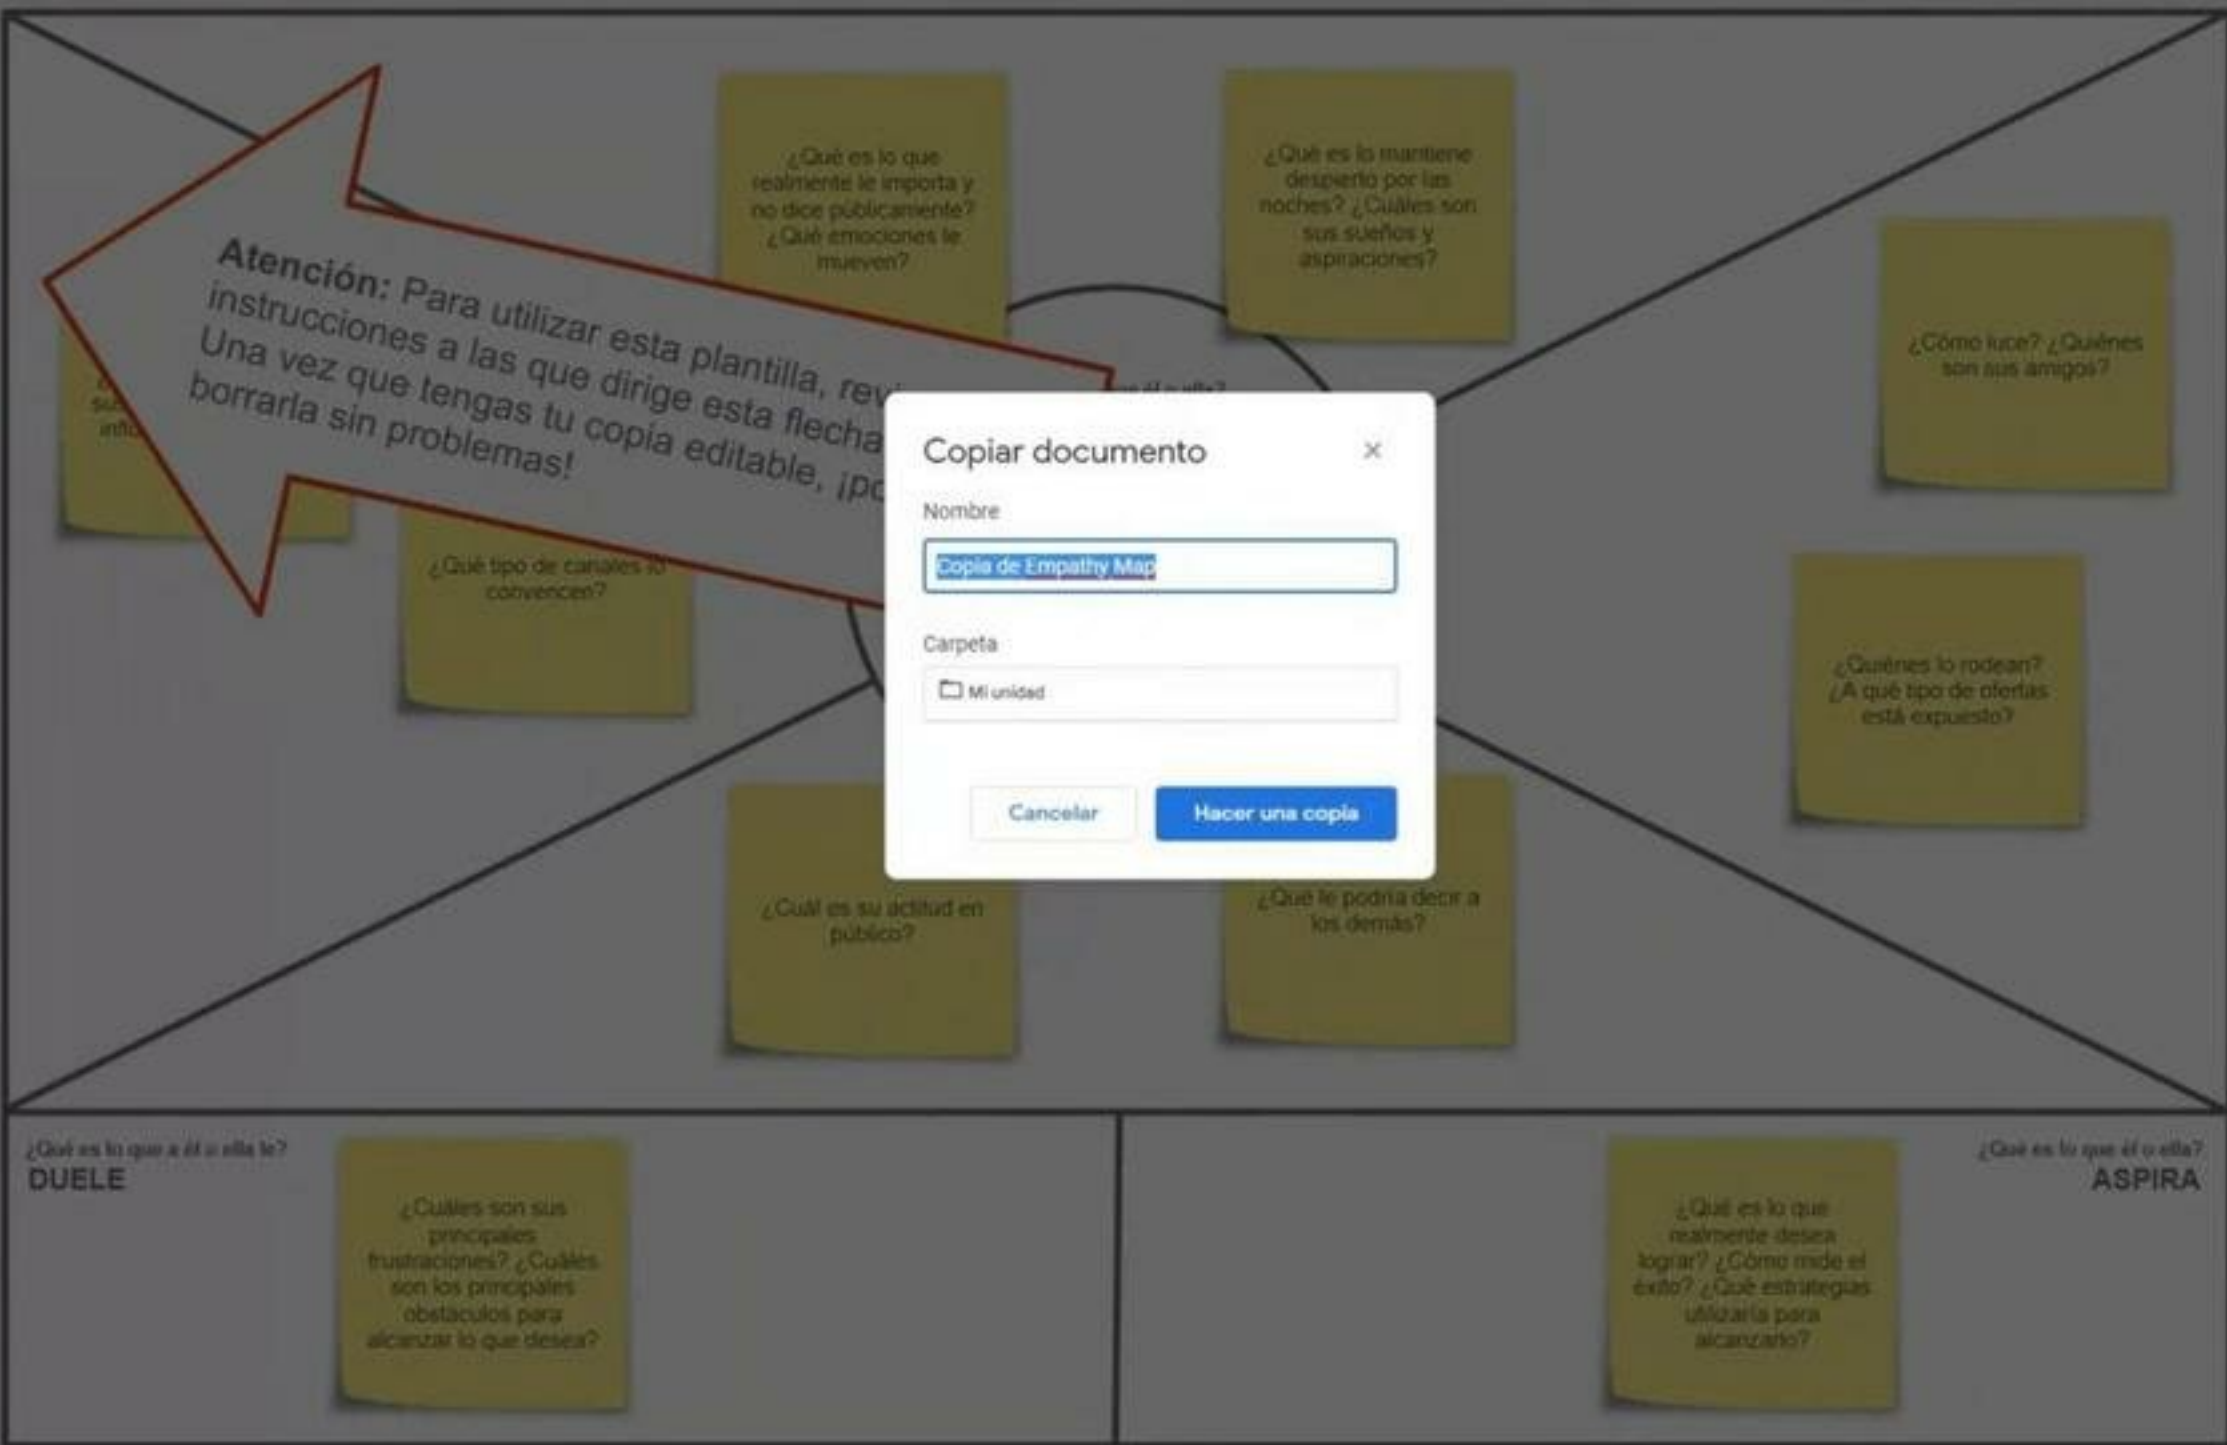 ¿Qué es lo que
realmente le importa y
no dice públicamente?
¿Qué emociones le
mueven?
¿Qué es lo mantiene
despierto por las
noches? ¿Cuáles son
sus sueños y
aspiraciones?
¿Cómo luce? ¿Quiénes
son sus amigos?
Atención: Para utilizar esta plantilla,
instrucciones a las que dirige esta flecha
Una vez que tengas tu copia editable,
borrarla sin problemas!
¿Qué tipo de canales lo
convencen?
Copiar documento
Nombre
Copia de Empathy Map
Carpeta
Mi unidad
Cancelar
Hacer una copia
¿Quiénes lo rodean?
¿A qué tipo de ofertas
está expuesto?
¿Cuál es su actitud en
público?
¿Qué le podría decir a
los demás?
¿Qué es lo que a él o ella le?
DUELE
¿Cuáles son sus
principales
frustraciones? ¿Cuáles
son los principales
obstáculos para
alcanzar lo que desea?
¿Qué es lo que
realmente desea
lograr? ¿Cómo mide el
éxito? ¿Qué estrategias
utilizaría para
alcanzarlo?
¿Qué es lo que él o ella?
ASPIRA